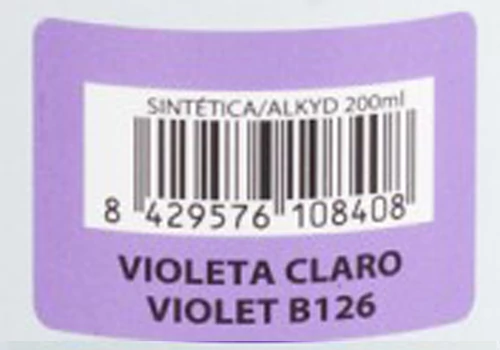 SINTÉTICA/ALKYD 200ml
8 429576 108408
VIOLETA CLARO
VIOLET B126